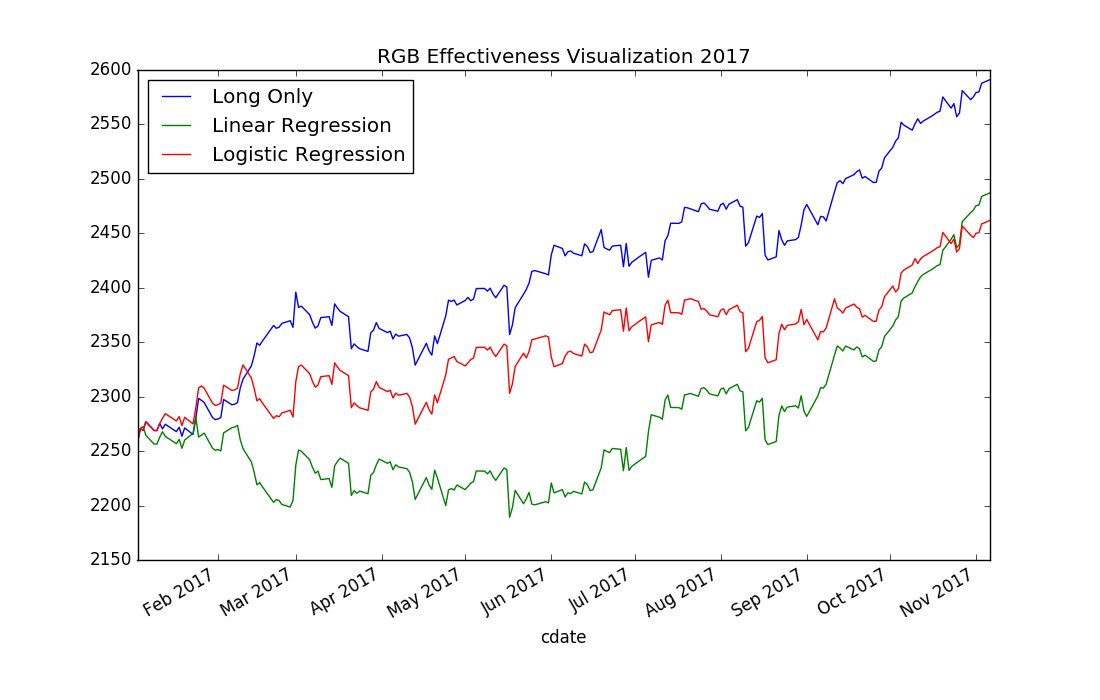 RGB Effectiveness Visualization 2017
2600
2550
2500
2450
2400
2350
2300
2250
2200
2150
Long Only
Linear Regression
Logistic Regression
Feb 2017
Mar 2017
Apr 2017
May 2017
Jun 2017
Jul 2017
Aug 2017
Sep 2017
Oct 2017
Nov 2017
cdate